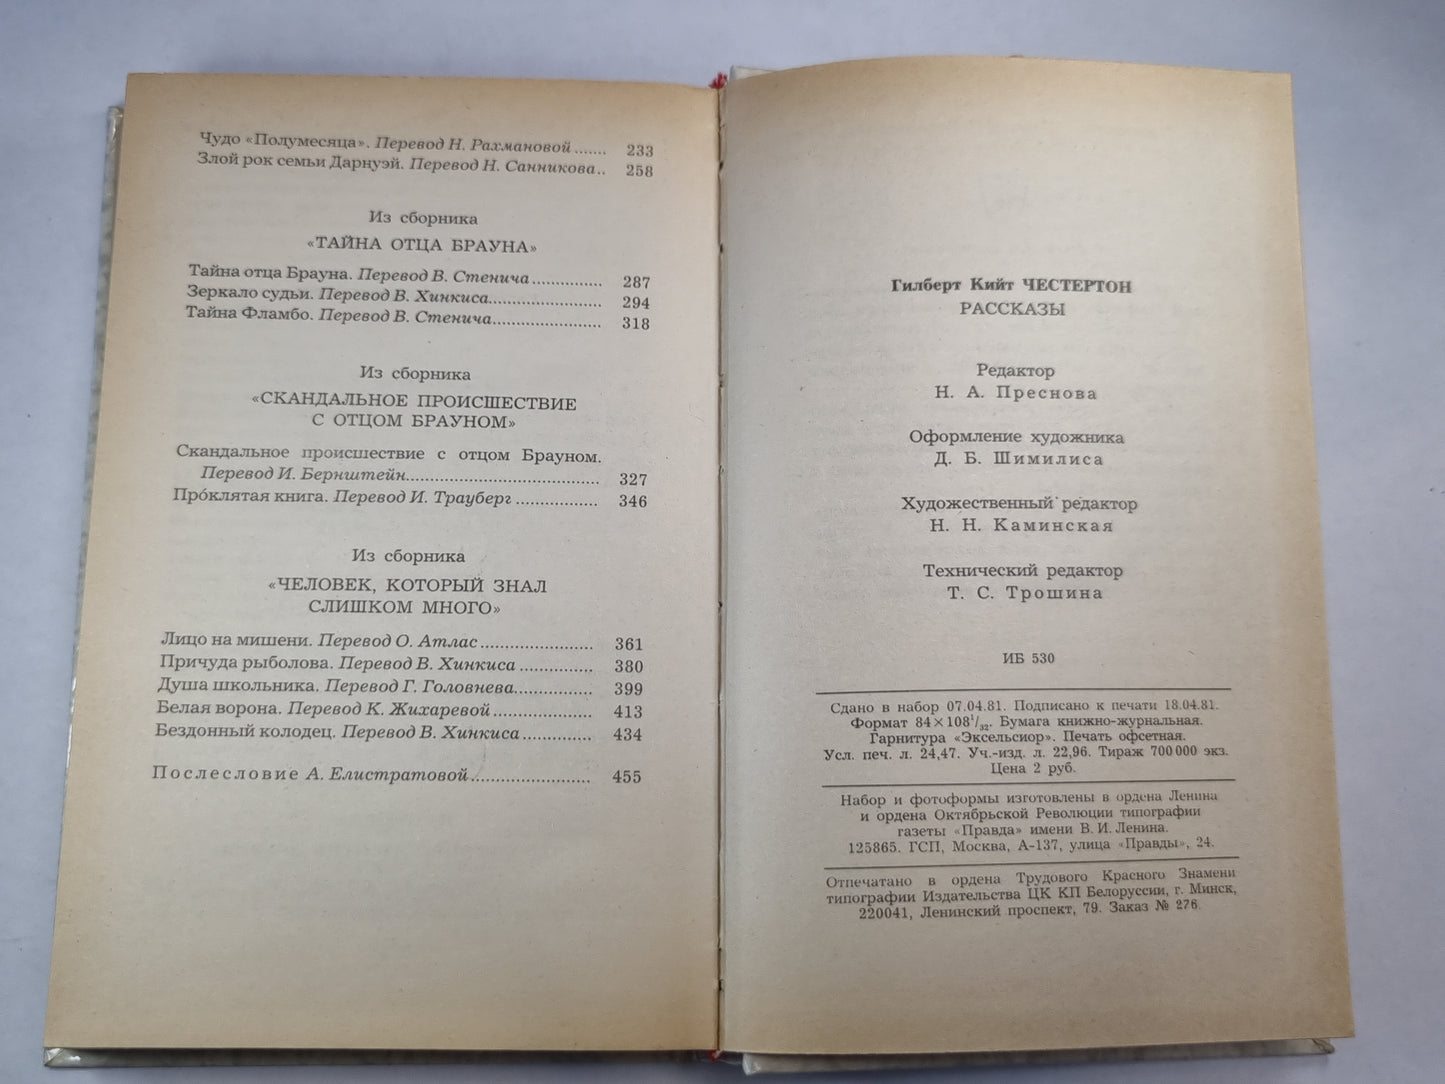 Чудо «Полумесяца». Перевод Н. Рахмановой ....... 233
Злой рок семьи Дарнуэй. Перевод Н. Санникова.. 258
Из сборника
«ТАЙНА ОТЦА БРАУНА»
Тайна отца Брауна. Перевод В. Стенича .............. 287
Зеркало судьи. Перевод В. Хинкиса...................... 294
Тайна Фламбо. Перевод В. Стенича...................... 318
Из сборника
«СКАНДАЛЬНОЕ ПРОИСШЕСТВИЕ
С ОТЦОМ БРАУНОМ»
Скандальное происшествие с отцом Брауном.
Перевод И. Бернштейн....................................... 327
Про́клятая книга. Перевод И. Трауберг ................. 346
Из сборника
«ЧЕЛОВЕК, КОТОРЫЙ ЗНАЛ
СЛИШКОМ МНОГО»
Лицо на мишени. Перевод О. Атлас ....................... 361
Причуда рыболова. Перевод В. Хинкиса ............... 380
Душа школьника. Перевод Г. Головнева................ 399
Белая ворона. Перевод К. Жихаревой .................... 413
Бездонный колодец. Перевод В. Хинкиса .............. 434
Послесловие А. Елистратовой ........................ 455
Гилберт Кийт ЧЕСТЕРТОН
РАССКАЗЫ
Редактор
Н. А. Преснова
Оформление художника
Д. Б. Шимилиса
Художественный редактор
Н. Н. Каминская
Технический редактор
Т. С. Трошина
ИБ 530
Сдано в набор 07.04.81. Подписано к печати 18.04.81.
Формат 84×108¹/₃₂. Бумага книжно-журнальная.
Гарнитура «Эксельсиор». Печать офсетная.
Усл. печ. л. 24,47. Уч.-изд. л. 22,96. Тираж 700 000 экз.
Цена 2 руб.
Набор и фотоформы изготовлены в ордена Ленина
и ордена Октябрьской Революции типографии
газеты «Правда» имени В. И. Ленина.
125865. ГСП, Москва, А-137, улица «Правды», 24.
Отпечатано в ордена Трудового Красного Знамени
типографии Издательства ЦК КП Белоруссии, г. Минск,
220041, Ленинский проспект, 79. Заказ № 276.